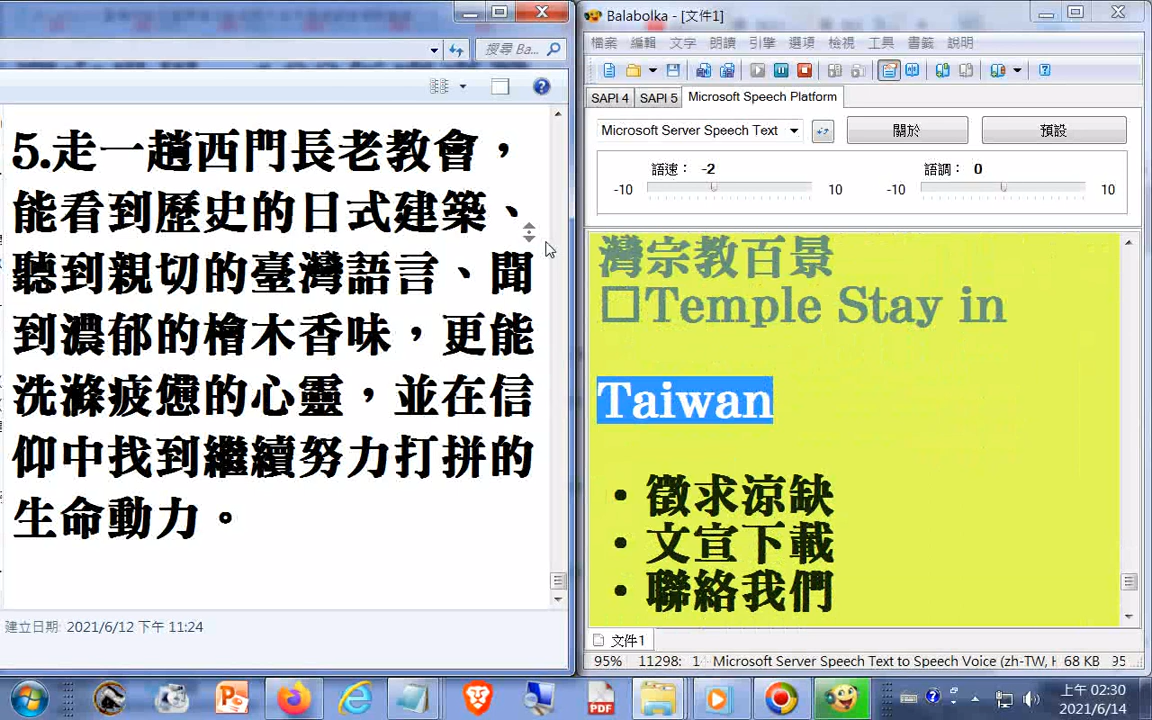 搜尋 Ba...
5.走一趟西門長老教會，
能看到歷史的日式建築、
聽到親切的臺灣語言、聞
到濃郁的檜木香味，更能
洗滌疲憊的心靈，並在信
仰中找到繼續努力打拼的
生命動力。
建立日期: 2021/6/12 下午 11:24
Balabolka - [文件1]
檔案 編輯 文字 朗讀 引擎 選項 檢視 工具 書籤 說明
SAPI 4 SAPI 5 Microsoft Speech Platform
Microsoft Server Speech Text 關於 預設
語速： -2 語調： 0
-10 10 -10 10
灣宗教百景
□Temple Stay in
Taiwan
• 徵求涼缺
• 文宣下載
• 聯絡我們
文件1
95% 11298: 1 Microsoft Server Speech Text to Speech Voice (zh-TW, H 68 KB 95
PDF
上午 02:30
2021/6/14